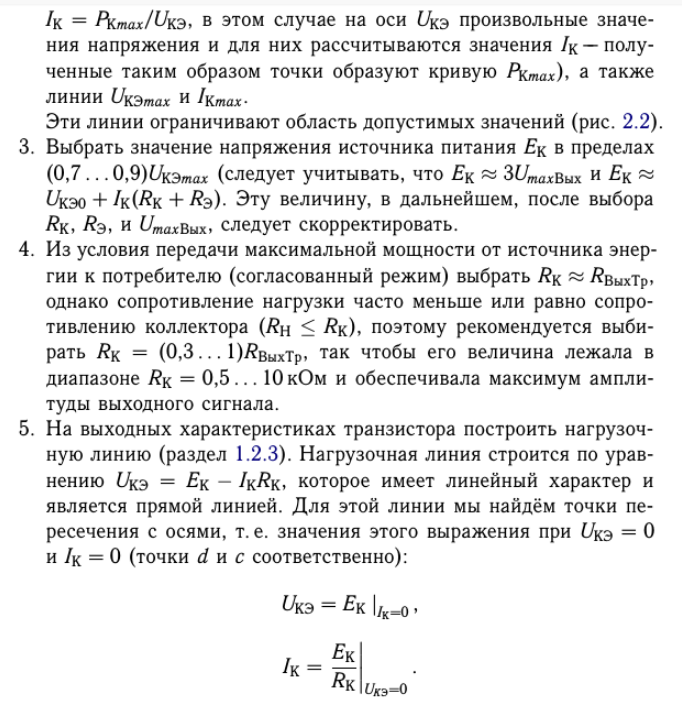 I_К = P_Кmax/U_КЭ, в этом случае на оси U_КЭ произвольные значе-
ния напряжения и для них рассчитываются значения I_К — полу-
ченные таким образом точки образуют кривую P_Кmax), а также
линии U_КЭmax и I_Кmax.
Эти линии ограничивают область допустимых значений (рис. 2.2).
3. Выбрать значение напряжения источника питания E_К в пределах
(0,7 . . . 0,9)U_КЭmax (следует учитывать, что E_К ≈ 3U_maxВых и E_К ≈
U_КЭ0 + I_К(R_К + R_Э). Эту величину, в дальнейшем, после выбора
R_К, R_Э, и U_maxВых, следует скорректировать.
4. Из условия передачи максимальной мощности от источника энер-
гии к потребителю (согласованный режим) выбрать R_К ≈ R_ВыхТр,
однако сопротивление нагрузки часто меньше или равно сопро-
тивлению коллектора (R_Н ≤ R_К), поэтому рекомендуется выби-
рать R_К = (0,3 . . . 1)R_ВыхТр, так чтобы его величина лежала в
диапазоне R_К = 0,5 . . . 10 кОм и обеспечивала максимум ампли-
туды выходного сигнала.
5. На выходных характеристиках транзистора построить нагрузоч-
ную линию (раздел 1.2.3). Нагрузочная линия строится по урав-
нению U_КЭ = E_К − I_КR_К, которое имеет линейный характер и
является прямой линией. Для этой линии мы найдём точки пе-
ресечения с осями, т. е. значения этого выражения при U_КЭ = 0
и I_К = 0 (точки d и c соответственно):
U_КЭ = E_К |_{I_К=0} ,
I_К = E_К/R_К |_{U_КЭ=0} .